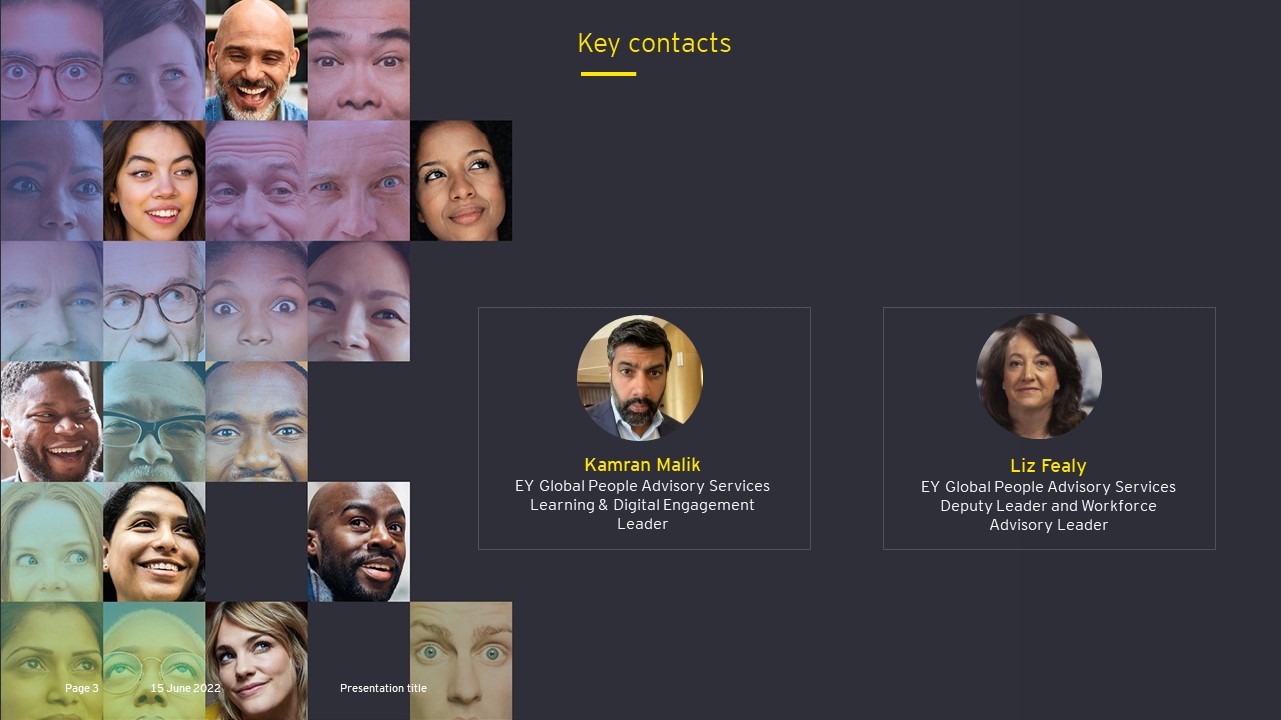 Key contacts
Kamran Malik
EY Global People Advisory Services
Learning & Digital Engagement
Leader
Liz Fealy
EY Global People Advisory Services
Deputy Leader and Workforce
Advisory Leader
Page 3
15 June 2022
Presentation title